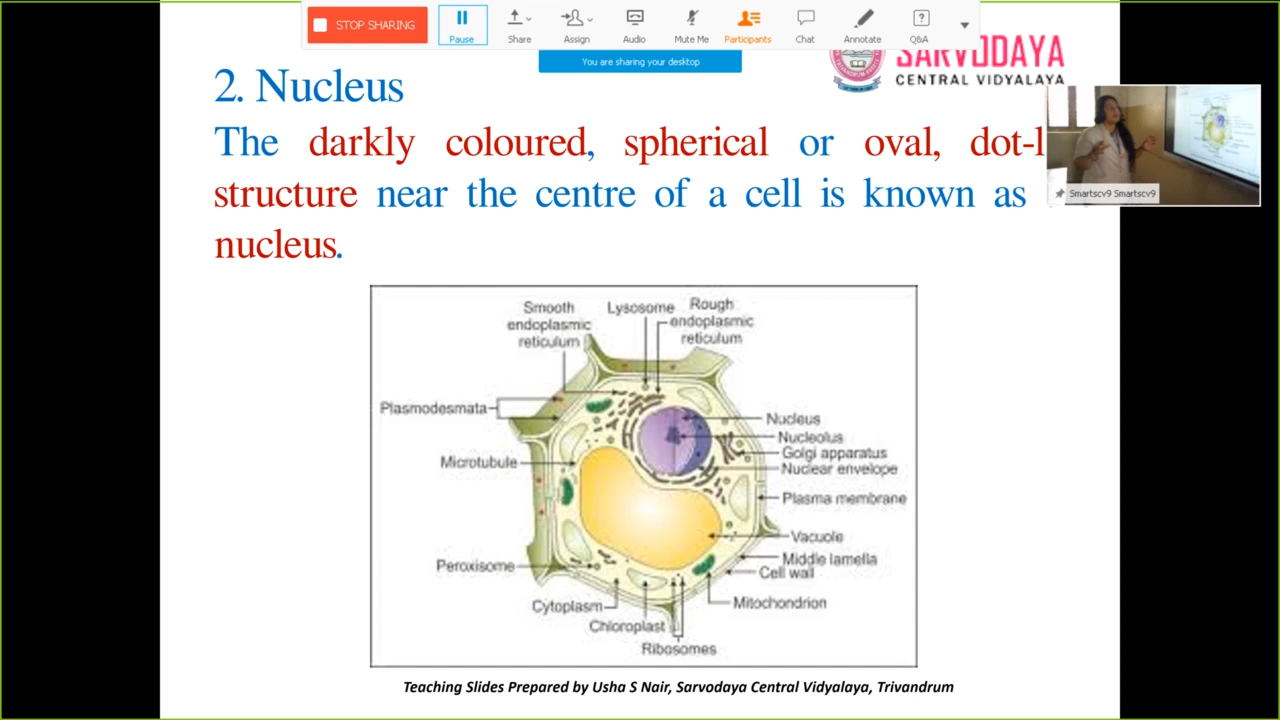 STOP SHARING
Pause
Share
Assign
Audio
Mute Me
Participants
Chat
Annotate
Q&A
You are sharing your desktop
SARVODAYA
CENTRAL VIDYALAYA
2. Nucleus
The darkly coloured, spherical or oval, dot-l
structure near the centre of a cell is known as
nucleus.
Smartscv9 Smartscv9
Smooth
endoplasmic
reticulum
Lysosome
Rough
endoplasmic
reticulum
Plasmodesmata
Nucleus
Nucleolus
Golgi apparatus
Microtubule
Nuclear envelope
Plasma membrane
Vacuole
Middle lamella
Peroxisome
Cell wall
Cytoplasm
Mitochondrion
Chloroplast
Ribosomes
Teaching Slides Prepared by Usha S Nair, Sarvodaya Central Vidyalaya, Trivandrum